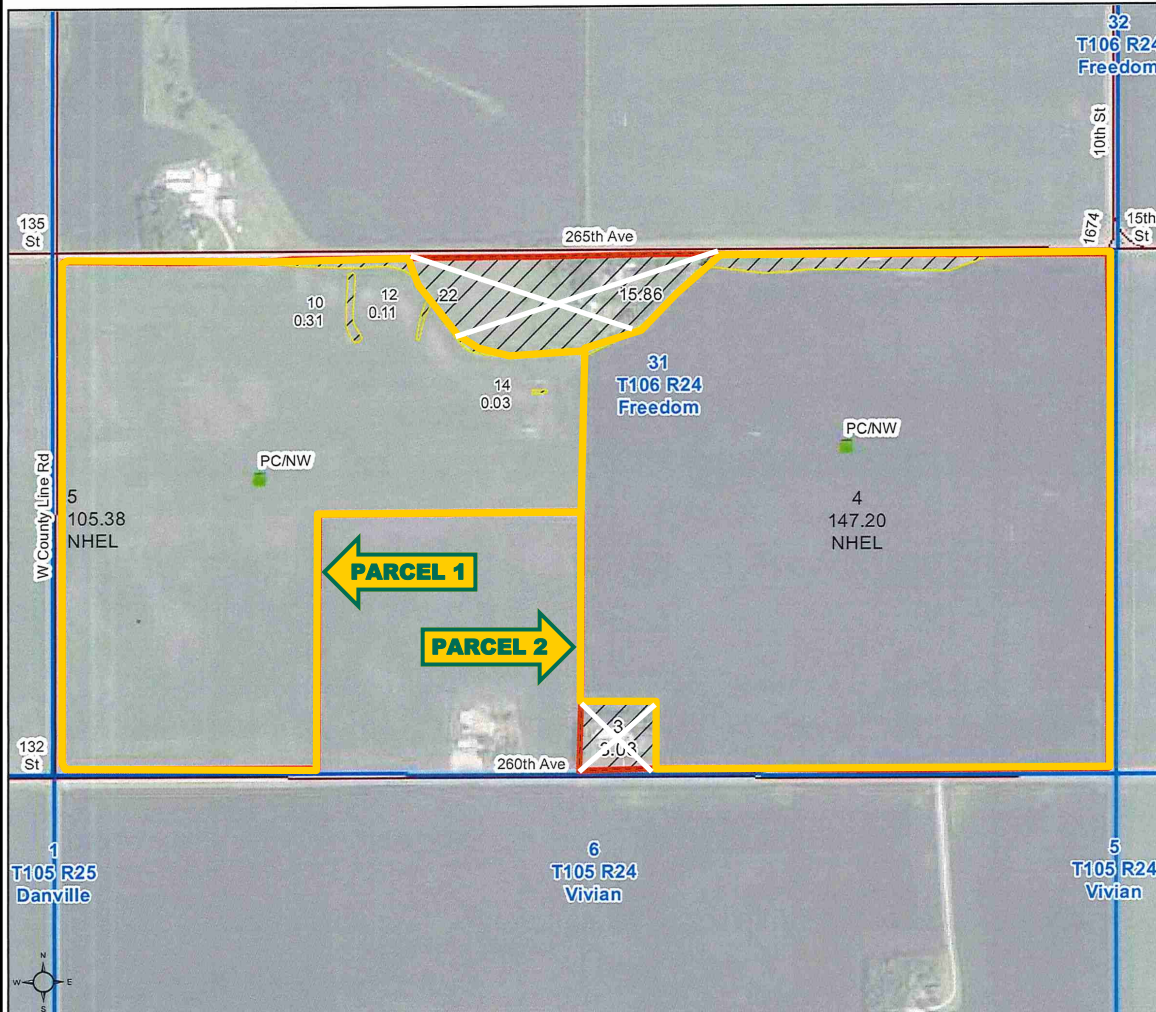 32
T106 R24
Freedom
10th St
1674
15th
St
135
St
265th Ave
10
0.31
12
0.11
22
15.86
31
T106 R24
Freedom
14
0.03
PC/NW
PC/NW
W County Line Rd
5
105.38
NHEL
4
147.20
NHEL
PARCEL 1
PARCEL 2
3
132
St
260th Ave
1
T105 R25
Danville
6
T105 R24
Vivian
5
T105 R24
Vivian
N
W
E
S